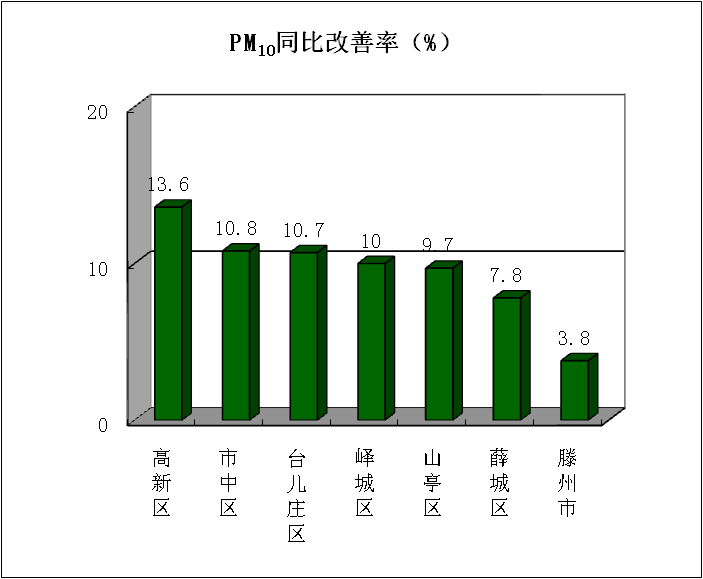 PM10同比改善率（%）
20
13.6
10.8
10.7
10
9.7
10
7.8
3.8
0
高新区
市中区
台儿庄区
峄城区
山亭区
薛城区
滕州市